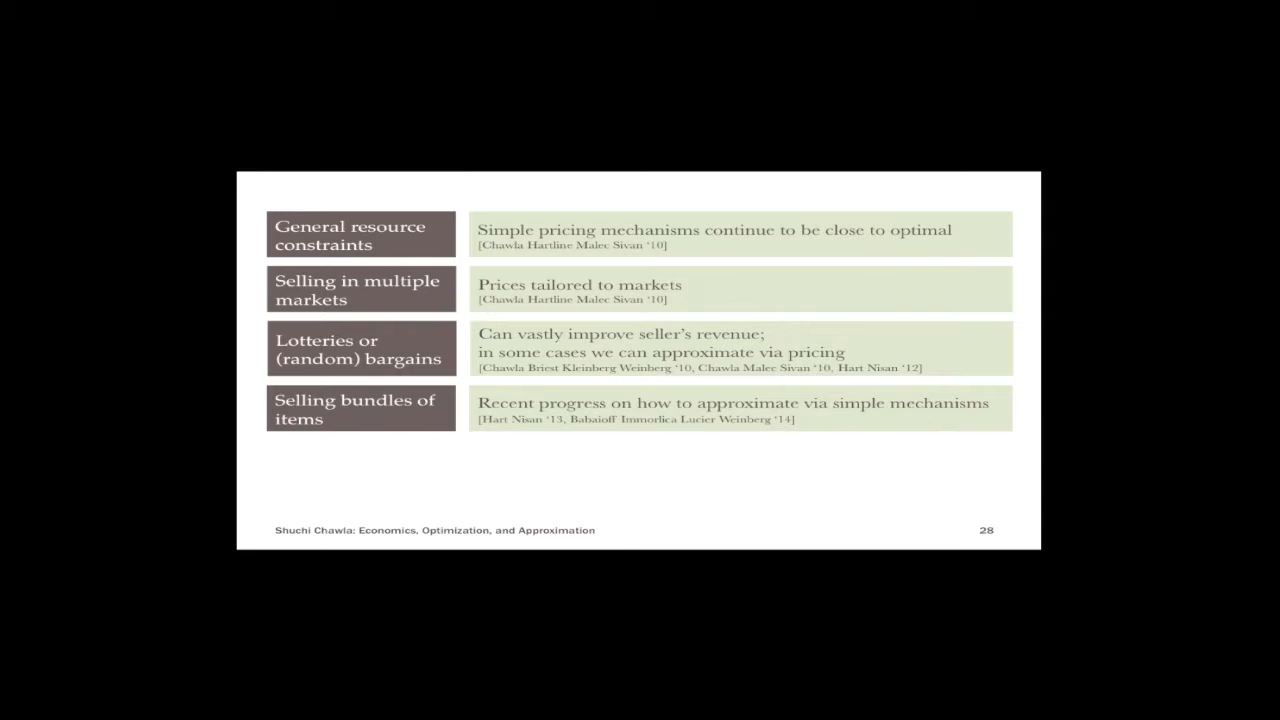 General resource
constraints
Simple pricing mechanisms continue to be close to optimal
[Chawla Hartline Malec Sivan ‘10]
Selling in multiple
markets
Prices tailored to markets
[Chawla Hartline Malec Sivan ‘10]
Lotteries or
(random) bargains
Can vastly improve seller’s revenue;
in some cases we can approximate via pricing
[Chawla Briest Kleinberg Weinberg ‘10, Chawla Malec Sivan ‘10, Hart Nisan ‘12]
Selling bundles of
items
Recent progress on how to approximate via simple mechanisms
[Hart Nisan ‘13, Babaioff Immorlica Lucier Weinberg ‘14]
Shuchi Chawla: Economics, Optimization, and Approximation
28